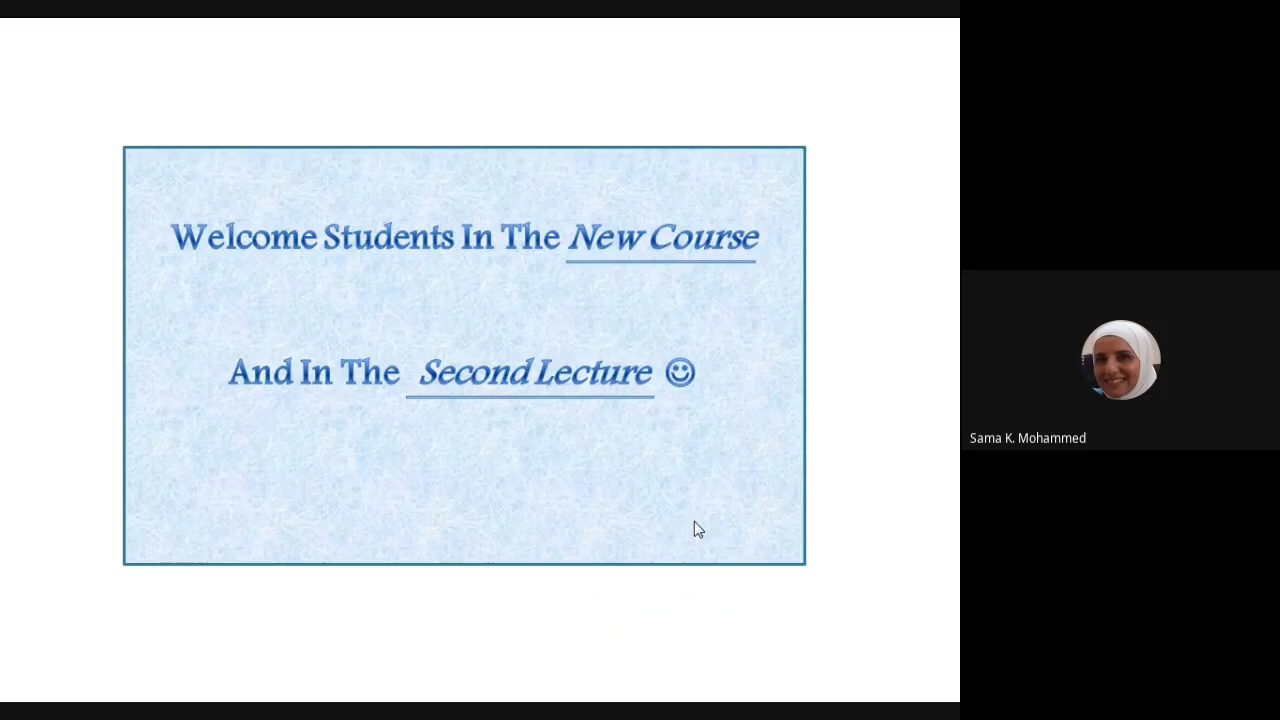 Welcome Students In The New Course
And In The Second Lecture ☺
Sama K. Mohammed